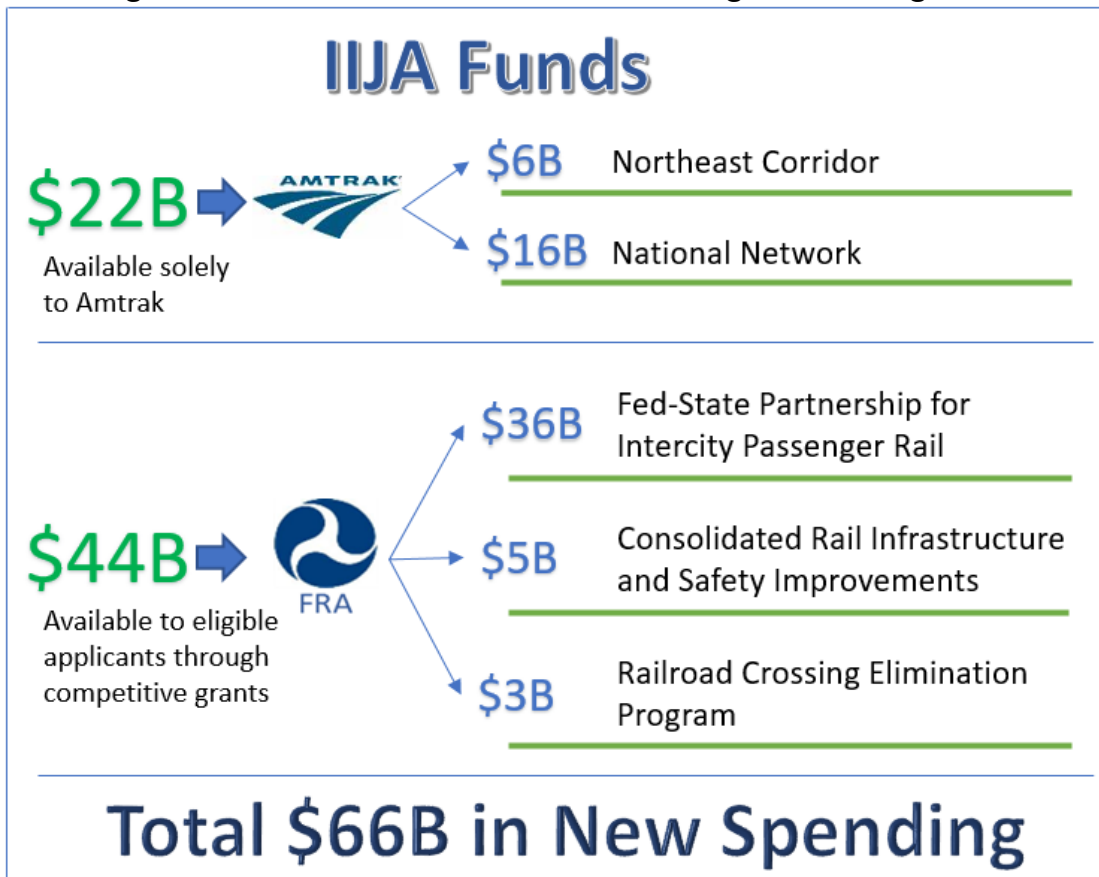 IIJA Funds
$22B
Available solely
to Amtrak
AMTRAK
$6B Northeast Corridor
$16B National Network
$44B
Available to eligible
applicants through
competitive grants
FRA
$36B Fed-State Partnership for
Intercity Passenger Rail
$5B Consolidated Rail Infrastructure
and Safety Improvements
$3B Railroad Crossing Elimination
Program
Total $66B in New Spending